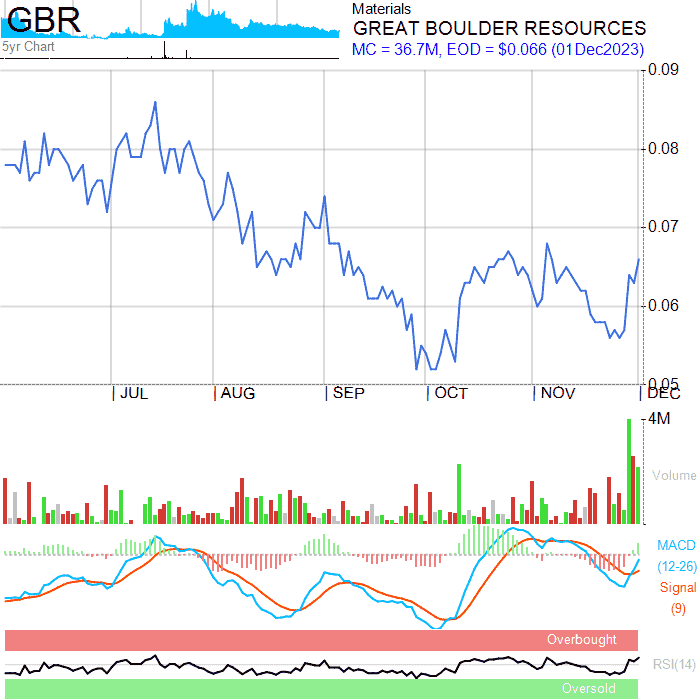 GBR
5yr Chart
Materials
GREAT BOULDER RESOURCES
MC = 36.7M, EOD = $0.066 (01Dec2023)
0.09
0.08
0.07
0.06
0.05
JUL AUG SEP OCT NOV DEC
4M
Volume
MACD
(12-26)
Signal
(9)
Overbought
RSI(14)
Oversold